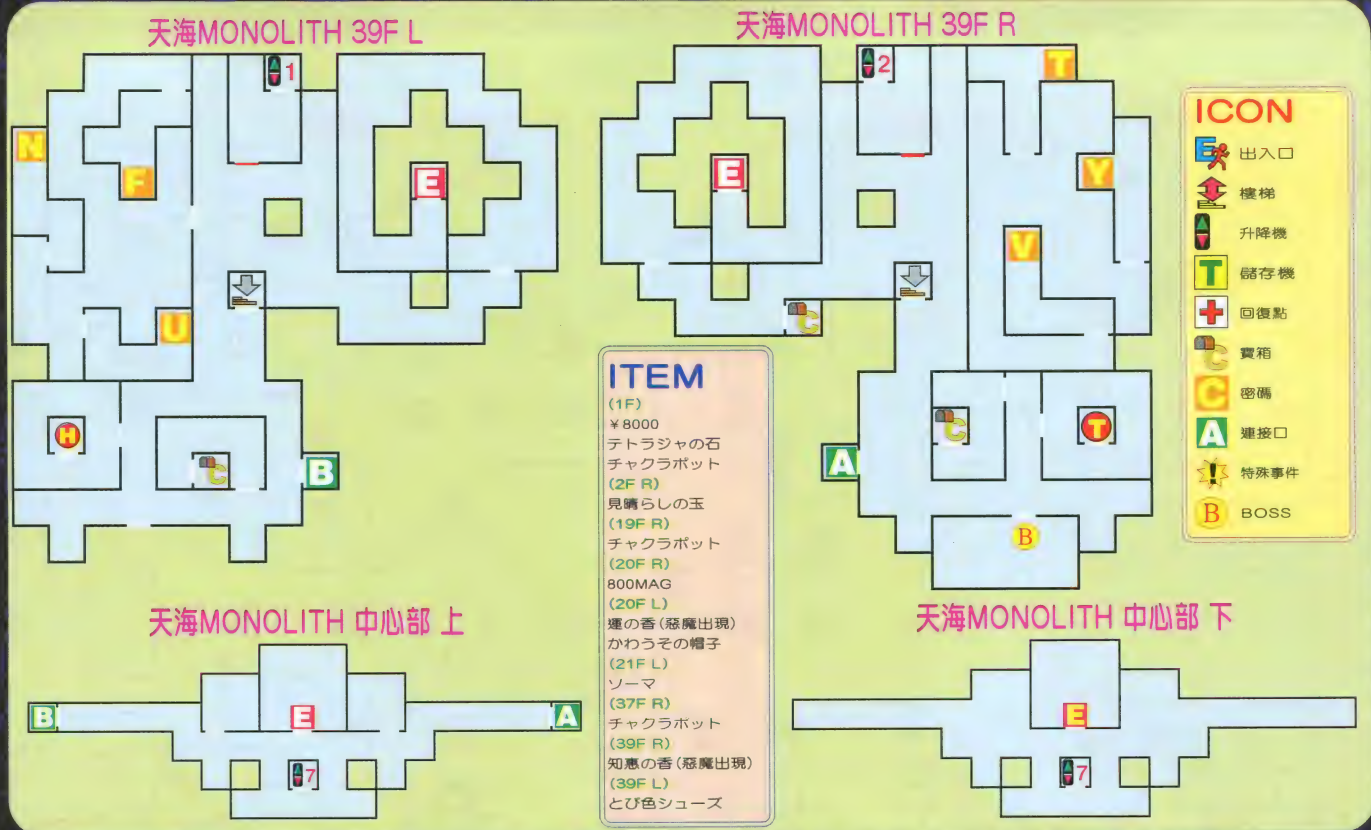 天海MONOLITH 39F L
1
N
F
E
U
H
C
B
天海MONOLITH 39F R
2
T
E
Y
V
C
C
T
A
B
ICON
E 出入口
樓梯
升降機
T 儲存機
回復點
C 寶箱
C 密碼
A 連接口
! 特殊事件
B BOSS
ITEM
(1F)
¥8000
テトラジャの石
チャクラポット
(2F R)
見晴らしの玉
(19F R)
チャクラポット
(20F R)
800MAG
(20F L)
運の香(惡魔出現)
かわうその帽子
(21F L)
ソーマ
(37F R)
チャクラポット
(39F R)
知惠の香(惡魔出現)
(39F L)
とび色シューズ
天海MONOLITH 中心部 上
B
E
A
7
天海MONOLITH 中心部 下
E
7